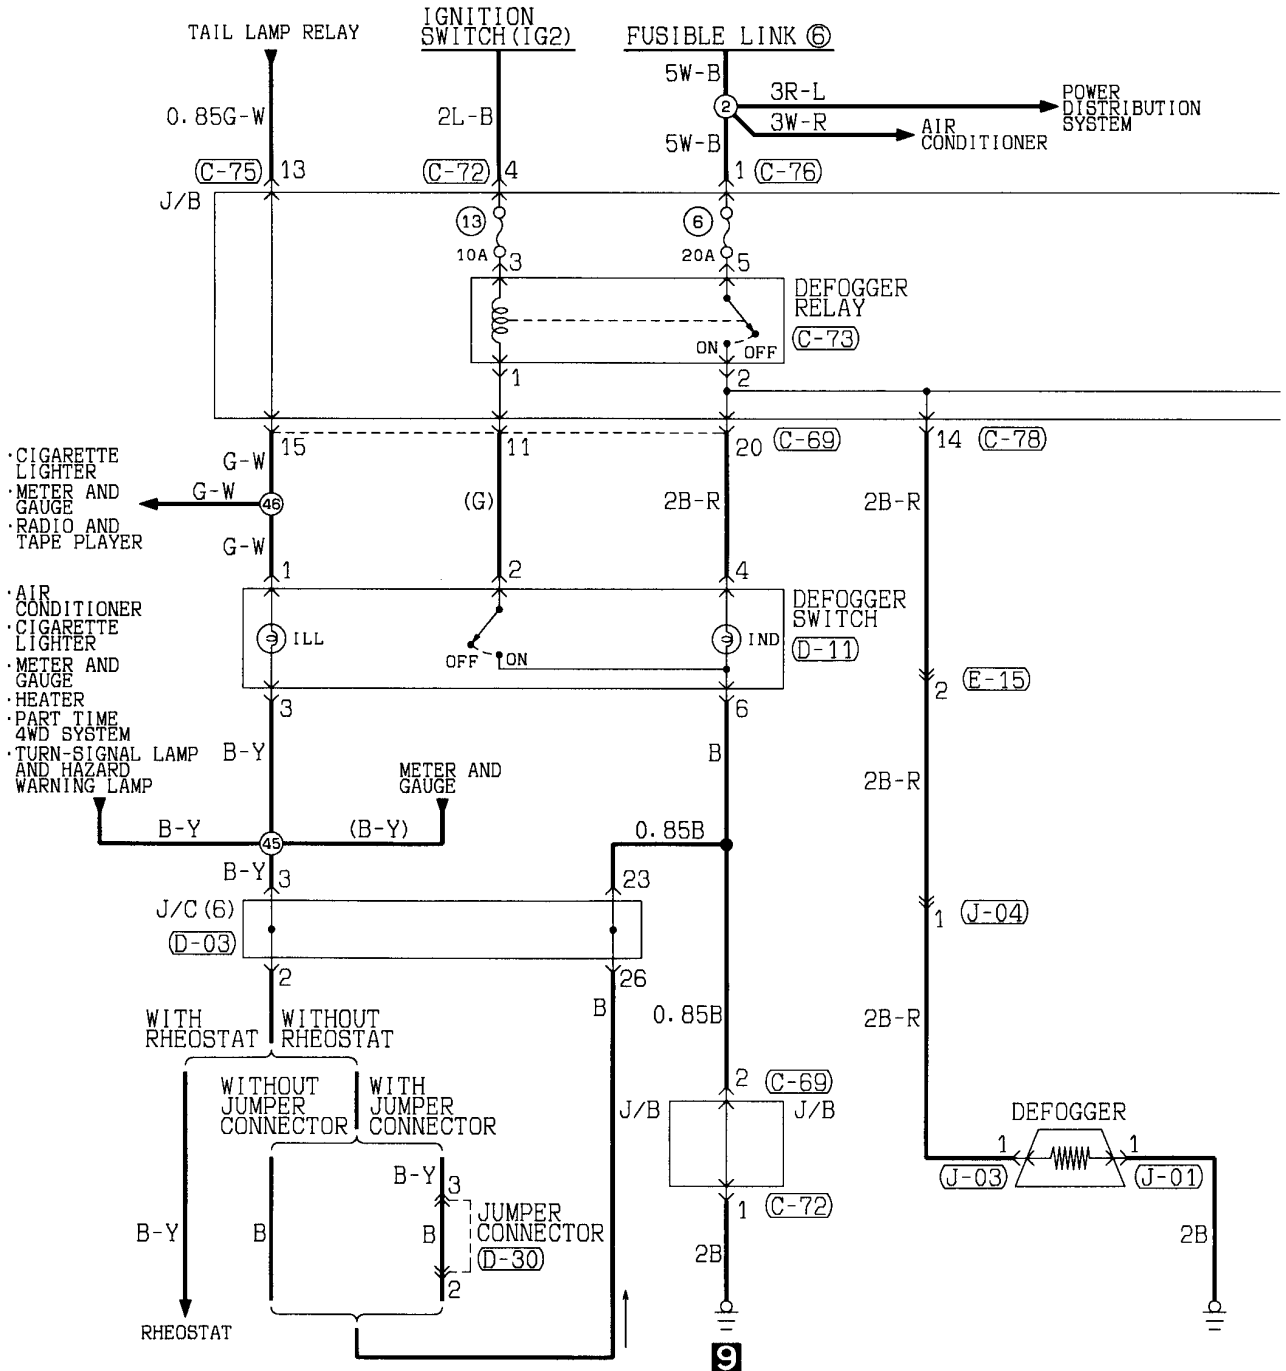 TAIL LAMP RELAY
IGNITION
SWITCH(IG2)
FUSIBLE LINK ⑥
0.85G-W
2L-B
5W-B
2
3R-L
3W-R
5W-B
POWER
DISTRIBUTION
SYSTEM
AIR
CONDITIONER
C-75
13
C-72
4
1
C-76
J/B
13
10A
6
20A
3
5
DEFOGGER
RELAY
C-73
ON
OFF
1
2
15
11
20
C-69
14
C-78
·CIGARETTE
LIGHTER
·METER AND
GAUGE
·RADIO AND
TAPE PLAYER
G-W
G-W
46
G-W
(G)
2B-R
2B-R
1
2
4
·AIR
CONDITIONER
·CIGARETTE
LIGHTER
·METER AND
GAUGE
·HEATER
·PART TIME
4WD SYSTEM
·TURN-SIGNAL LAMP
AND HAZARD
WARNING LAMP
ILL
OFF
ON
IND
DEFOGGER
SWITCH
D-11
2
E-15
3
6
B-Y
B
2B-R
METER AND
GAUGE
B-Y
45
(B-Y)
0.85B
B-Y
3
23
J/C(6)
D-03
1
J-04
2
26
B
0.85B
2B-R
WITH
RHEOSTAT
WITHOUT
RHEOSTAT
WITHOUT
JUMPER
CONNECTOR
WITH
JUMPER
CONNECTOR
2
C-69
J/B
J/B
DEFOGGER
1
J-03
1
J-01
B-Y
3
1
C-72
B-Y
B
B
JUMPER
CONNECTOR
D-30
2
2B
2B
RHEOSTAT
9